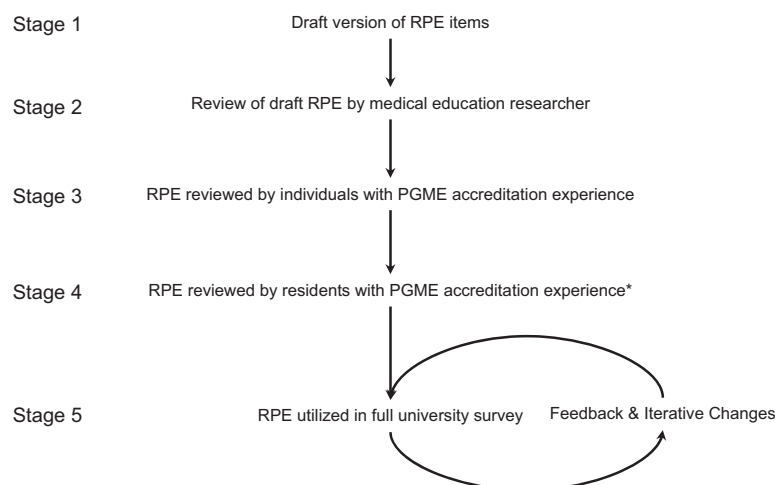 Stage 1 Draft version of RPE items
Stage 2 Review of draft RPE by medical education researcher
Stage 3 RPE reviewed by individuals with PGME accreditation experience
Stage 4 RPE reviewed by residents with PGME accreditation experience*
Stage 5 RPE utilized in full university survey Feedback & Iterative Changes